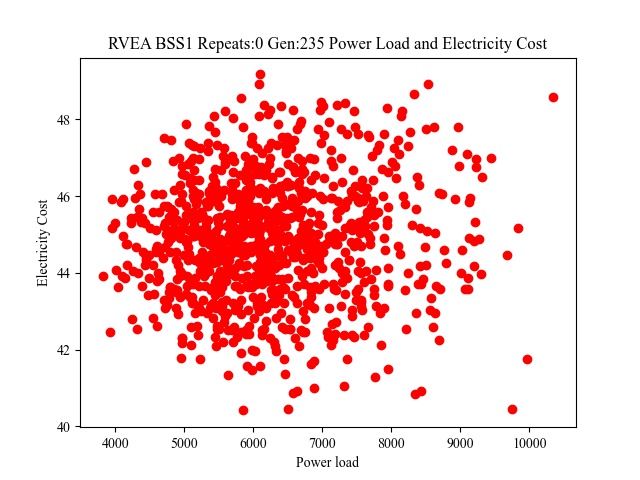 RVEA BSS1 Repeats:0 Gen:235 Power Load and Electricity Cost
48
46
44
42
40
Electricity Cost
4000 5000 6000 7000 8000 9000 10000
Power load